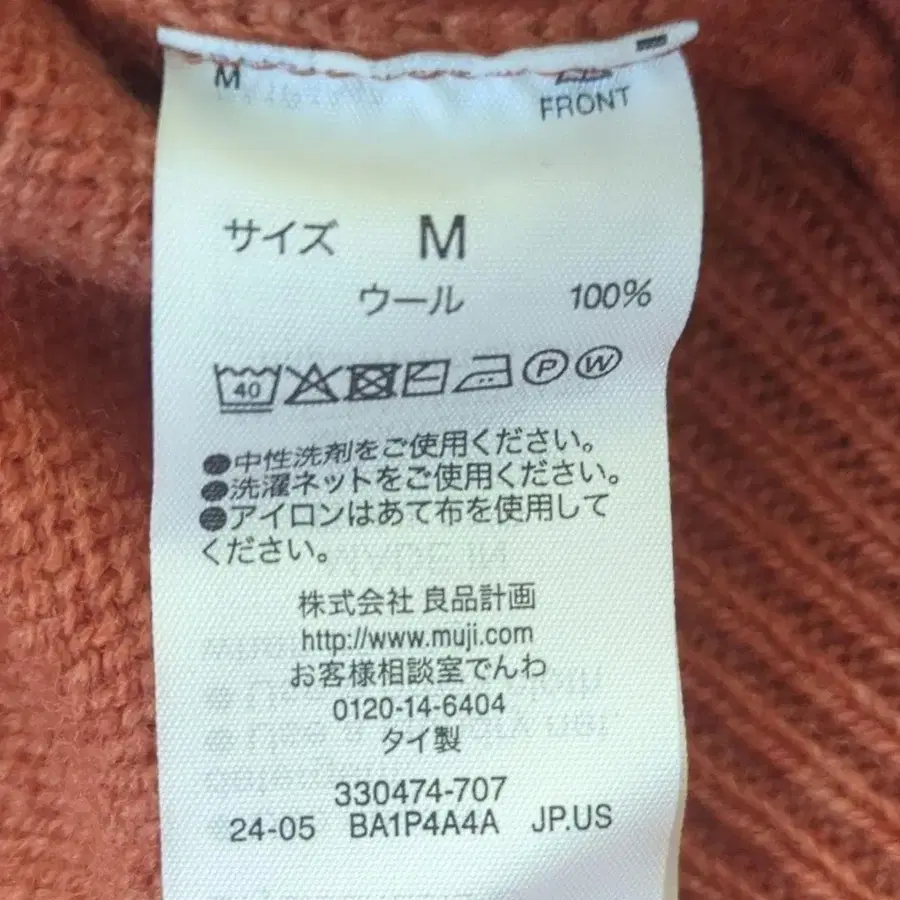 M
FRONT
サイズ M
ウール 100%
40 P W
●中性洗剤をご使用ください。
●洗濯ネットをご使用ください。
●アイロンはあて布を使用して
ください。
株式会社 良品計画
http://www.muji.com
お客様相談室でんわ
0120-14-6404
タイ製
330474-707
24-05 BA1P4A4A JP.US